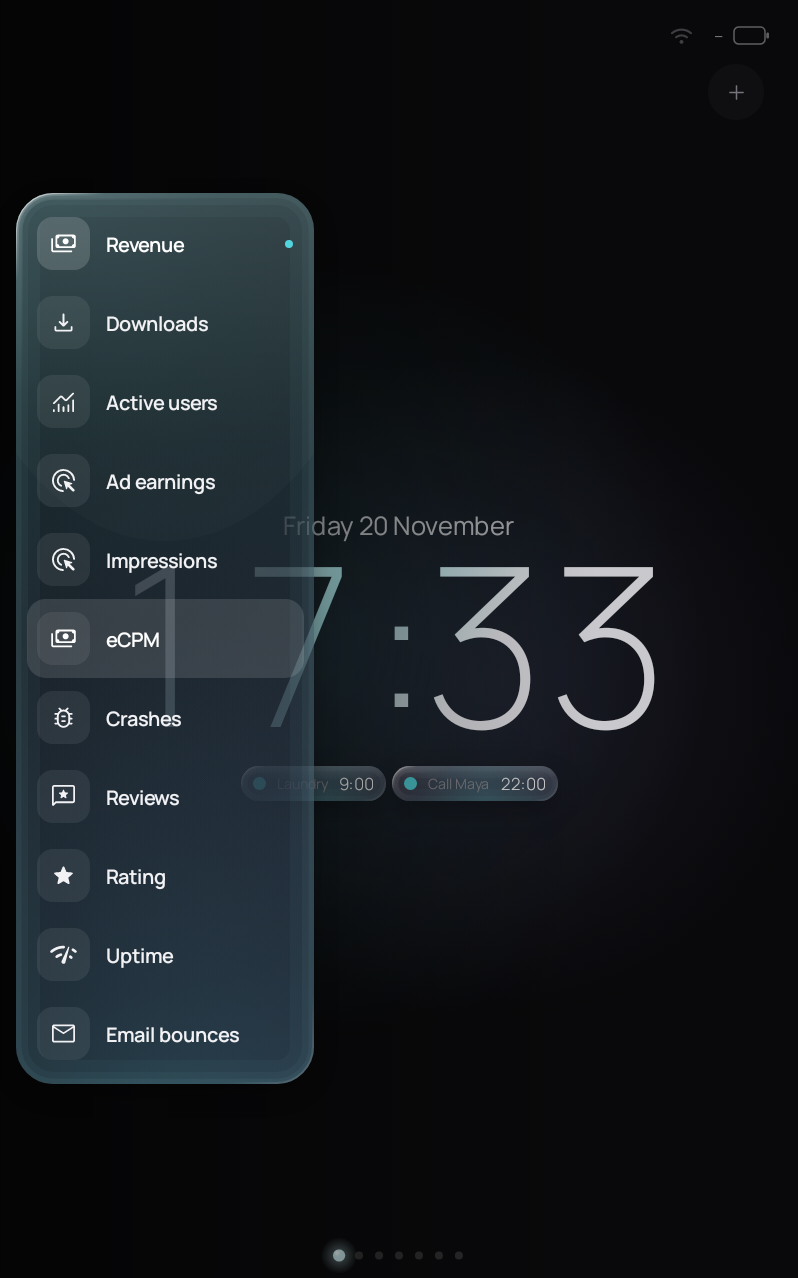 –
+
Revenue
Downloads
Active users
Ad earnings
Friday 20 November
Impressions
17:33
eCPM
Crashes
Laundry 9:00
Call Maya 22:00
Reviews
Rating
Uptime
Email bounces